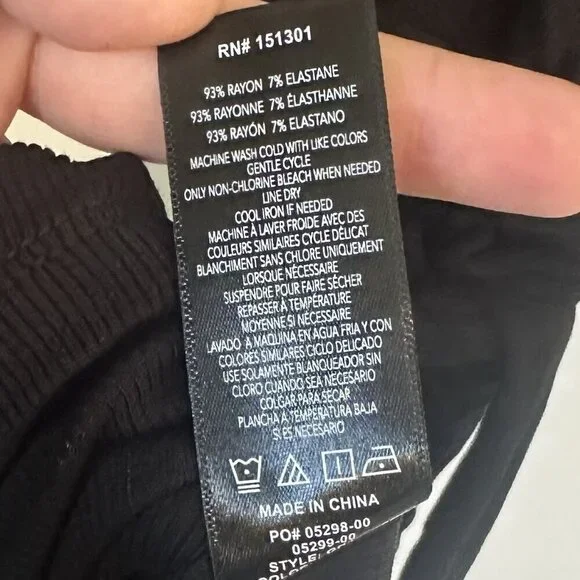 RN# 151301
93% RAYON 7% ELASTANE
93% RAYONNE 7% ÉLASTHANNE
93% RAYÓN 7% ELASTANO
MACHINE WASH COLD WITH LIKE COLORS
GENTLE CYCLE
ONLY NON-CHLORINE BLEACH WHEN NEEDED
LINE DRY
COOL IRON IF NEEDED
MACHINE À LAVER FROIDE AVEC DES
COULEURS SIMILAIRES CYCLE DÉLICAT
BLANCHIMENT SANS CHLORE UNIQUEMENT
LORSQUE NÉCESSAIRE
SUSPENDRE POUR FAIRE SÉCHER
REPASSER À TEMPÉRATURE
MOYENNE SI NÉCESSAIRE
LAVADO A MAQUINA EN AGUA FRIA Y CON
COLORES SIMILARES CICLO DELICADO
USE SOLAMENTE BLANQUEADOR SIN
CLORO CUANDO SEA NECESARIO
COLGAR PARA SECAR
PLANCHA A TEMPERATURA BAJA
SI ES NECESARIO
MADE IN CHINA
PO# 05298-00
05299-00
STYLE: